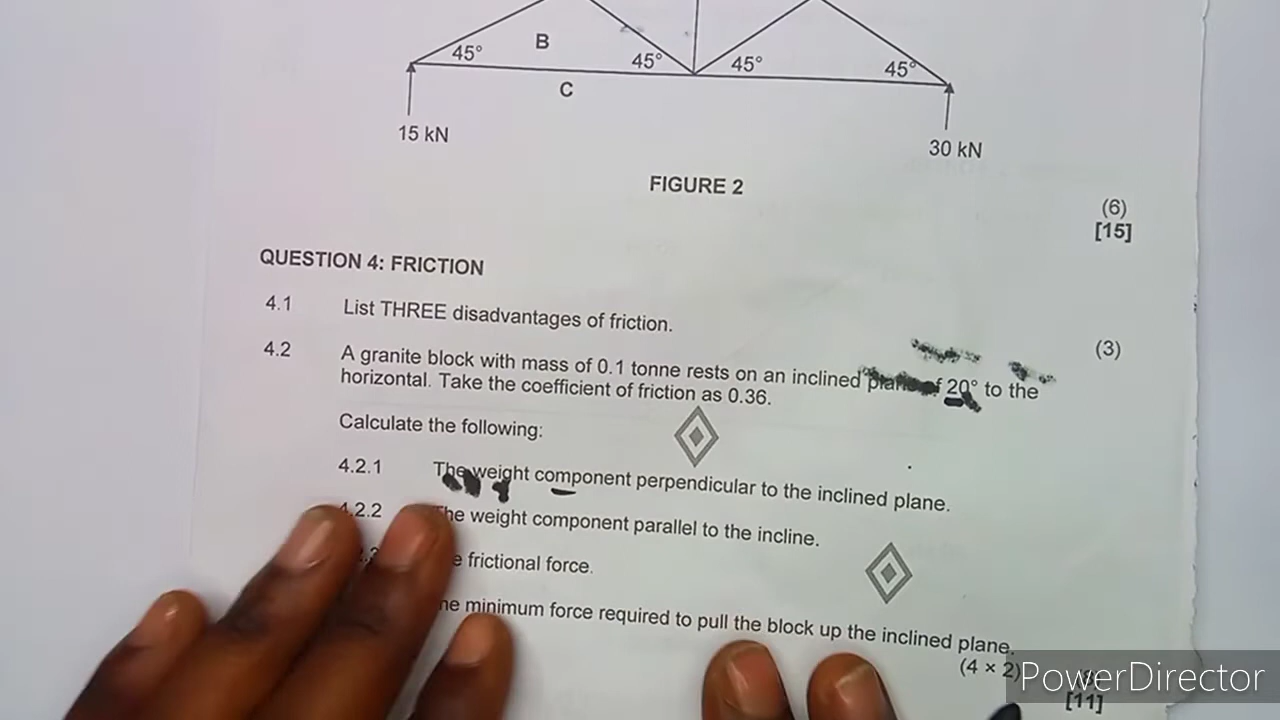 45° B 45° 45° 45°
C
15 kN
30 kN
FIGURE 2
(6)
[15]
QUESTION 4: FRICTION
4.1 List THREE disadvantages of friction.
(3)
4.2 A granite block with mass of 0.1 tonne rests on an inclined plane of 20° to the
horizontal. Take the coefficient of friction as 0.36.
Calculate the following:
4.2.1 The weight component perpendicular to the inclined plane.
4.2.2 The weight component parallel to the incline.
frictional force.
minimum force required to pull the block up the inclined plane.
(4 × 2)
[11]
PowerDirector